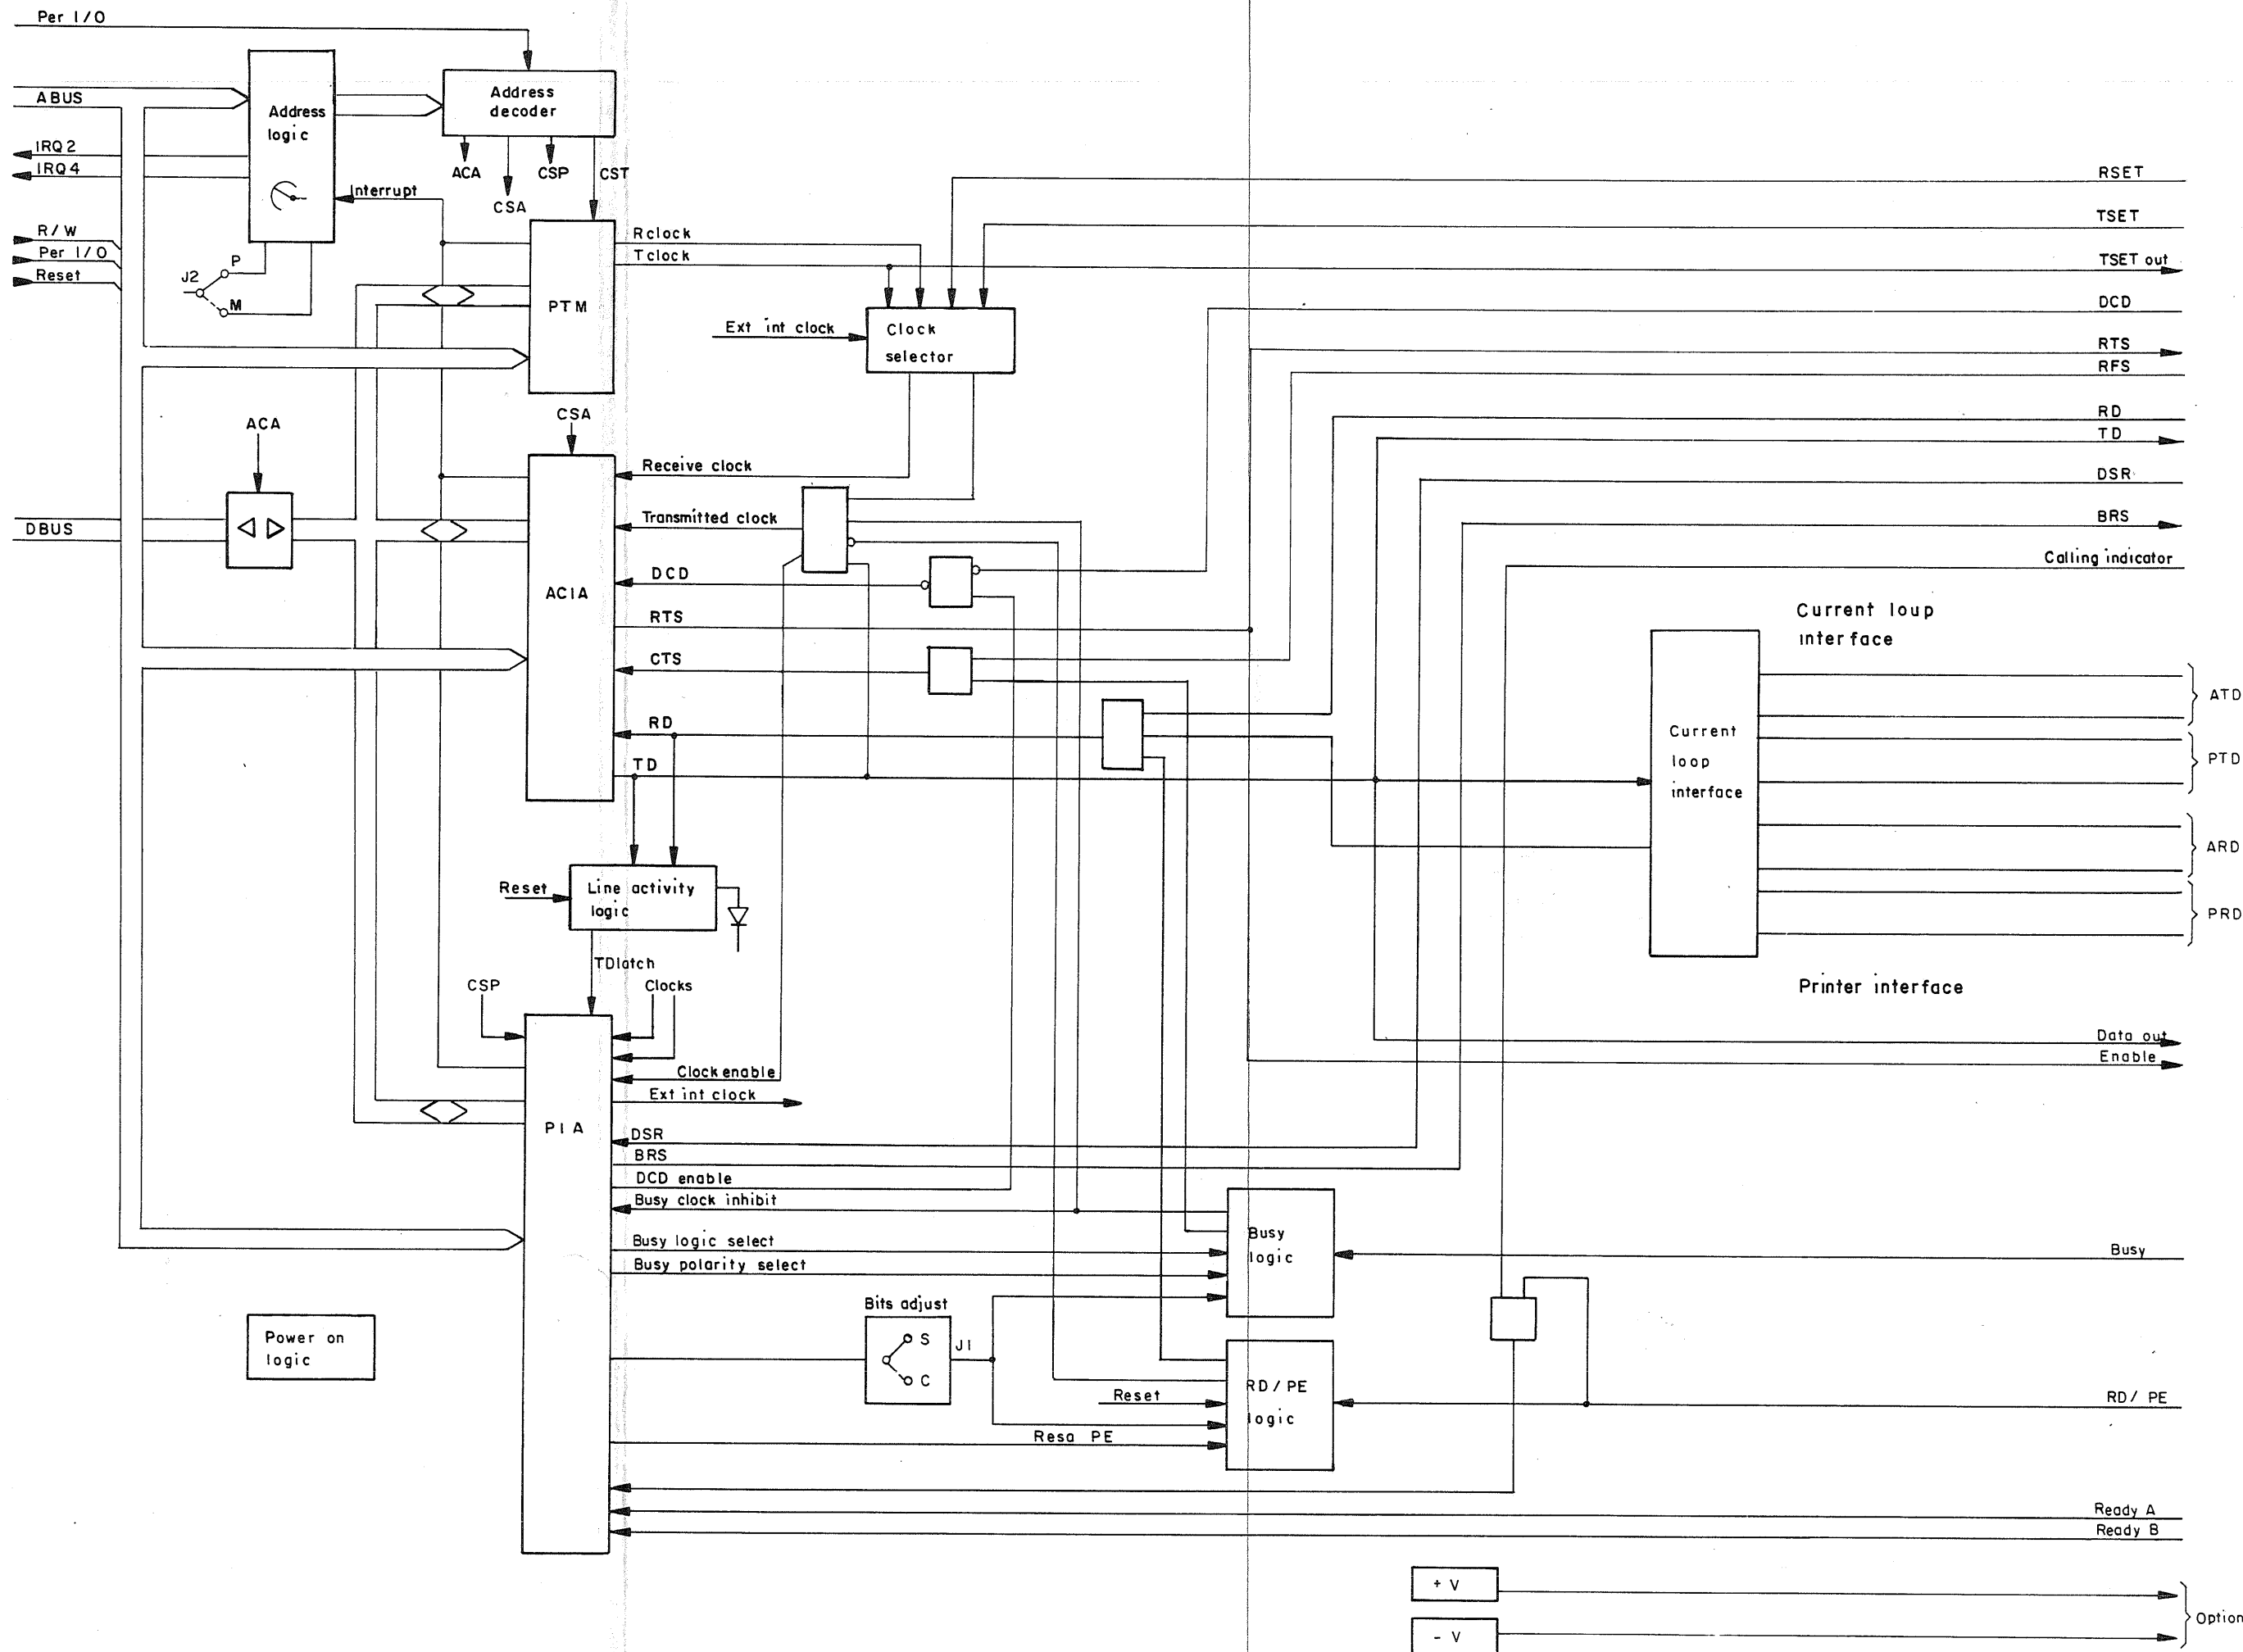 Per I/O
ABUS
IRQ2
IRQ4
R/W
Per I/O
Reset
Address
logic
Interrupt
J2
P
M
Address
decoder
ACA
CSA
CSP
CST
PTM
Rclock
Tclock
Ext int clock
Clock
selector
RSET
TSET
TSET out
DCD
RTS
RFS
RD
TD
DSR
BRS
Calling indicator
ACA
DBUS
CSA
ACIA
Receive clock
Transmitted clock
DCD
RTS
CTS
RD
TD
Current loup
interface
Current
loop
interface
ATD
PTD
ARD
PRD
Printer interface
Data out
Enable
Reset
Line activity
logic
TDlatch
CSP
Clocks
PIA
Clock enable
Ext int clock
DSR
BRS
DCD enable
Busy clock inhibit
Busy logic select
Busy polarity select
Busy
logic
Busy
Bits adjust
S
C
J1
Power on
logic
Reset
RD/PE
logic
RD/ PE
Resa PE
Ready A
Ready B
+ V
- V
Option